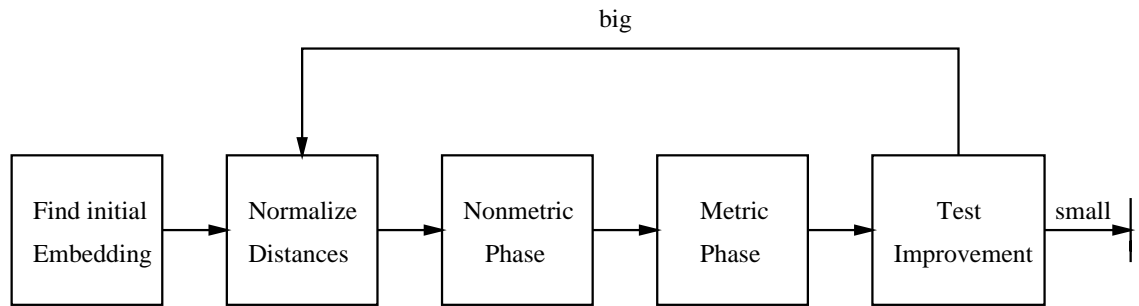 big
Find initial
Embedding
Normalize
Distances
Nonmetric
Phase
Metric
Phase
Test
Improvement
small